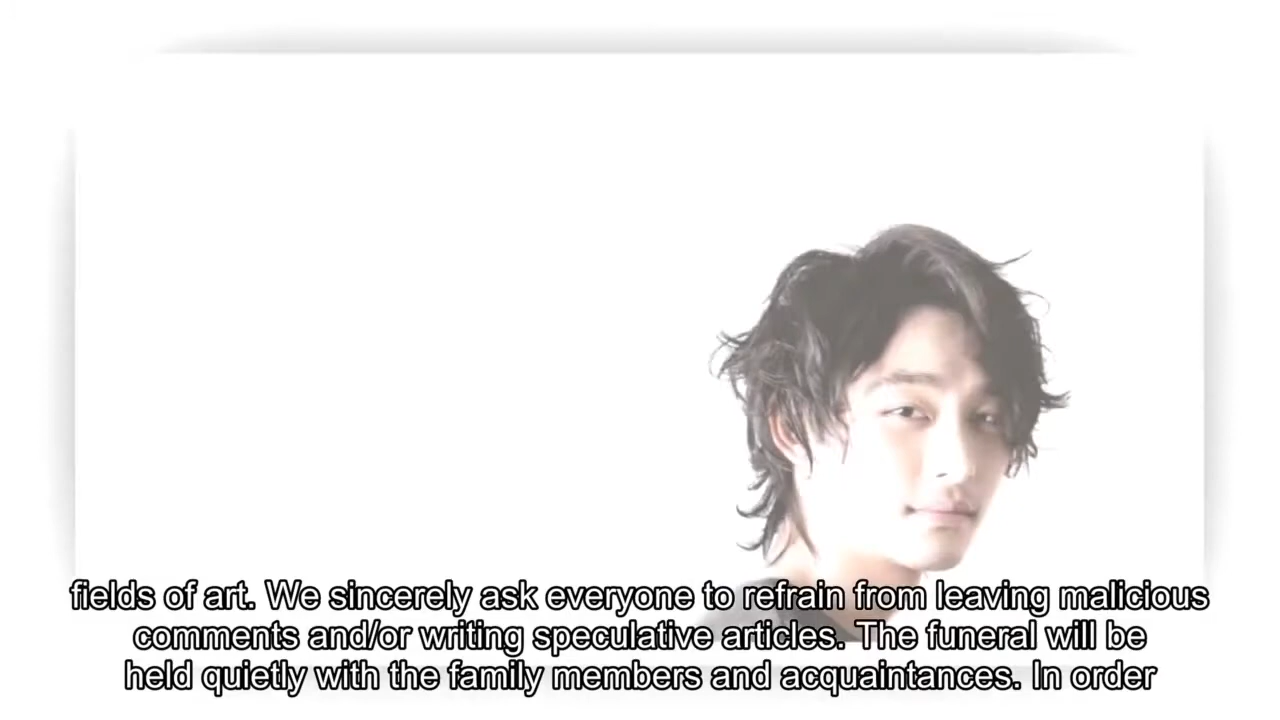 fields of art. We sincerely ask everyone to refrain from leaving malicious
comments and/or writing speculative articles. The funeral will be
held quietly with the family members and acquaintances. In order